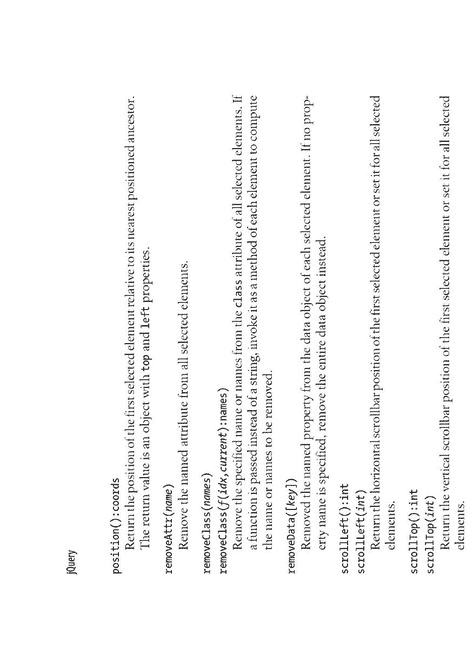 jQuery
position():coords
Return the position of the first selected element relative to its nearest positioned ancestor.
The return value is an object with top and left properties.
removeAttr(name)
Remove the named attribute from all selected elements.
removeClass(names)
removeClass(f(idx,current):names)
Remove the specified name or names from the class attribute of all selected elements. If
a function is passed instead of a string, invoke it as a method of each element to compute
the name or names to be removed.
removeData([key])
Removed the named property from the data object of each selected element. If no prop-
erty name is specified, remove the entire data object instead.
scrollLeft():int
scrollLeft(int)
Return the horizontal scrollbar position of the first selected element or set it for all selected
elements.
scrollTop():int
scrollTop(int)
Return the vertical scrollbar position of the first selected element or set it for all selected
elements.